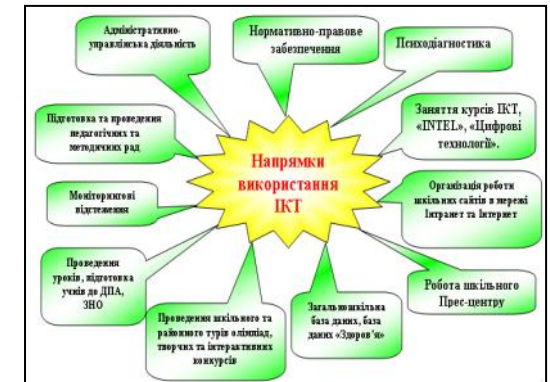 Адміністративно-
управлінська діяльність
Нормативно-правове
забезпечення
Психодіагностика
Підготовка та проведення
педагогічних та
методичних рад
Заняття курсів ІКТ,
«INTEL», «Цифрові
технології».
Напрямки
використання
ІКТ
Моніторингові
відстеження
Організація роботи
шкільних сайтів в мережі
Інтранет та Інтернет
Проведення
уроків, підготовка
учнів до ДПА,
ЗНО
Проведення шкільного та
районного турів олімпіад,
творчих та інтерактивних
конкурсів
Загальношкільна
база даних, база
даних «Здоров'я»
Робота шкільного
Прес-центру